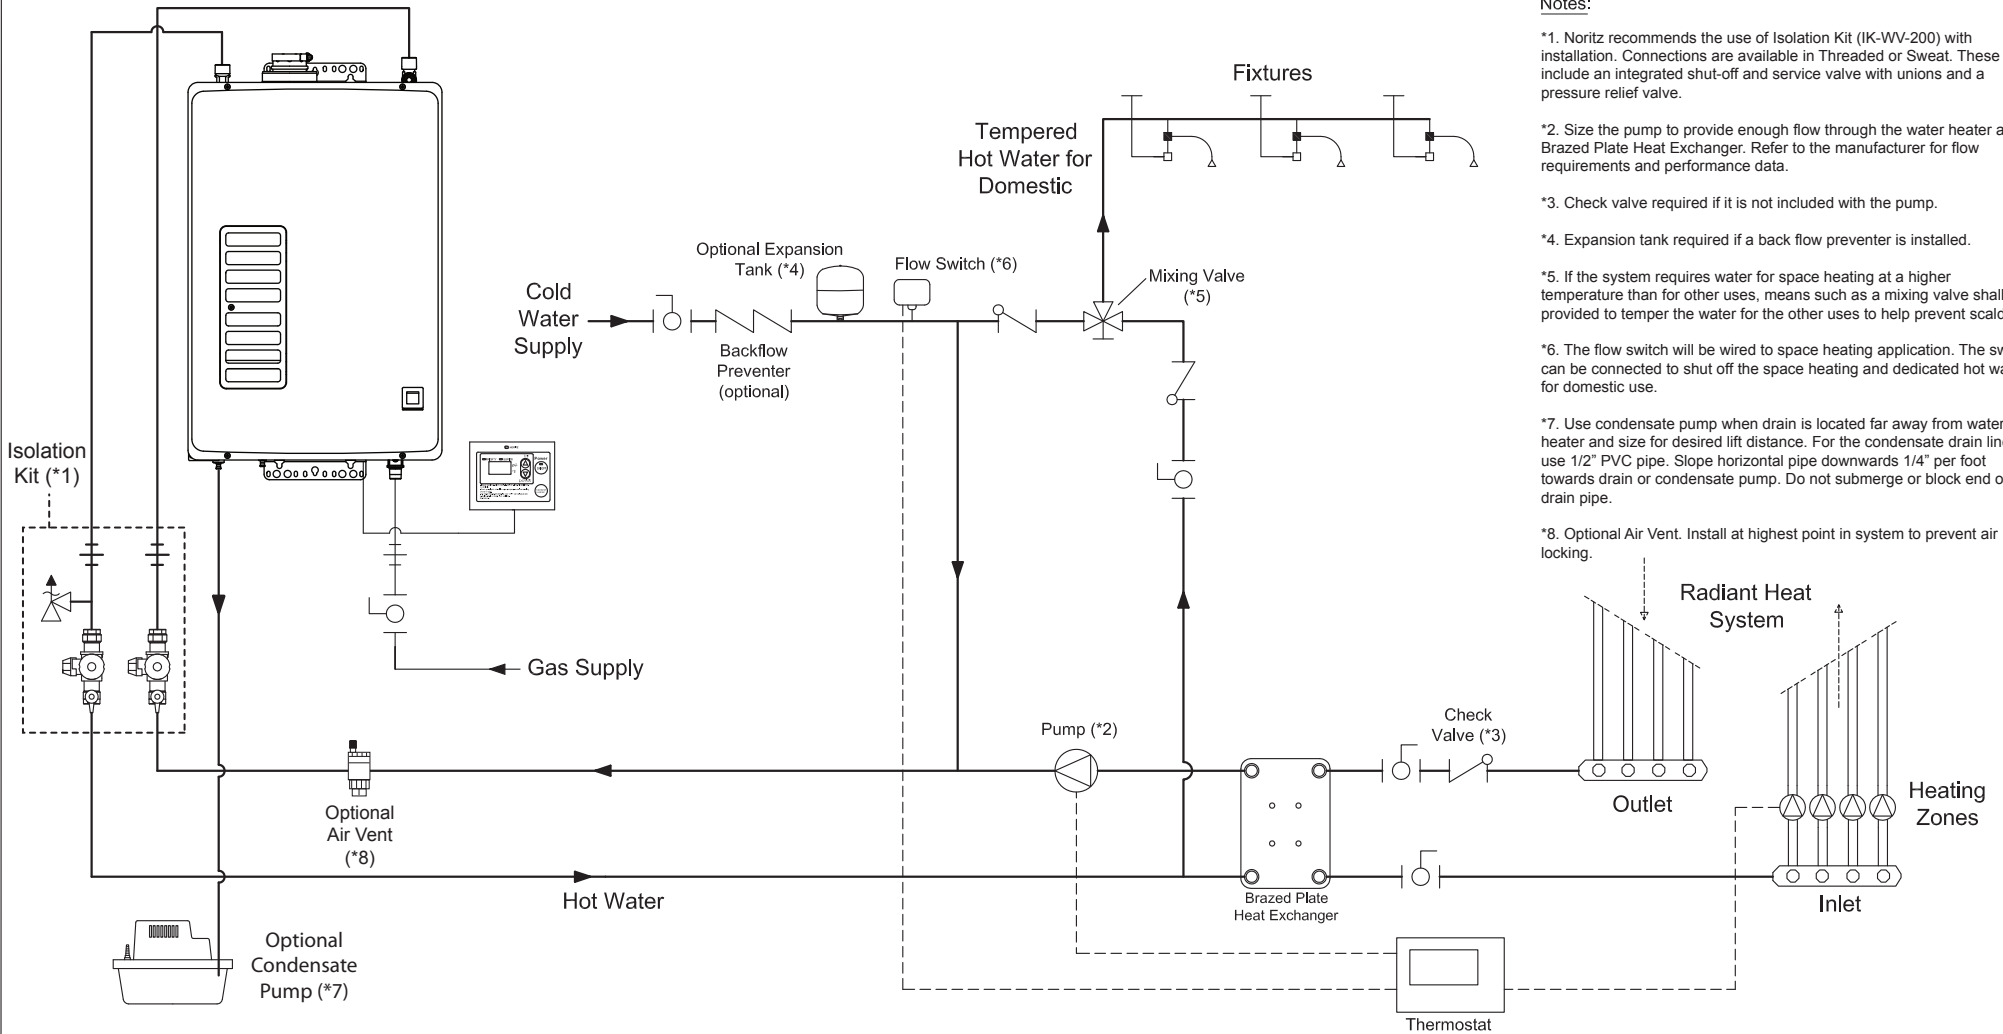 Notes:
*1. Noritz recommends the use of Isolation Kit (IK-WV-200) with
installation. Connections are available in Threaded or Sweat. These
include an integrated shut-off and service valve with unions and a
pressure relief valve.
*2. Size the pump to provide enough flow through the water heater a
Brazed Plate Heat Exchanger. Refer to the manufacturer for flow
requirements and performance data.
*3. Check valve required if it is not included with the pump.
*4. Expansion tank required if a back flow preventer is installed.
*5. If the system requires water for space heating at a higher
temperature than for other uses, means such as a mixing valve shall
provided to temper the water for the other uses to help prevent scald
*6. The flow switch will be wired to space heating application. The sw
can be connected to shut off the space heating and dedicated hot wa
for domestic use.
*7. Use condensate pump when drain is located far away from water
heater and size for desired lift distance. For the condensate drain line
use 1/2” PVC pipe. Slope horizontal pipe downwards 1/4” per foot
towards drain or condensate pump. Do not submerge or block end o
drain pipe.
*8. Optional Air Vent. Install at highest point in system to prevent air
locking.
Fixtures
Tempered
Hot Water for
Domestic
Optional Expansion
Tank (*4)
Flow Switch (*6)
Mixing Valve
(*5)
Cold
Water
Supply
Backflow
Preventer
(optional)
Isolation
Kit (*1)
Power
Gas Supply
Radiant Heat
System
Pump (*2)
Check
Valve (*3)
Outlet
Heating
Zones
Optional
Air Vent
(*8)
Hot Water
Brazed Plate
Heat Exchanger
Inlet
Optional
Condensate
Pump (*7)
Thermostat